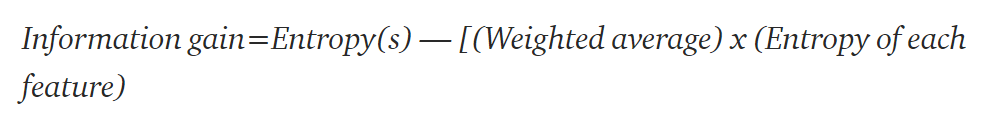 Information gain=Entropy(s) — [(Weighted average) x (Entropy of each
feature)